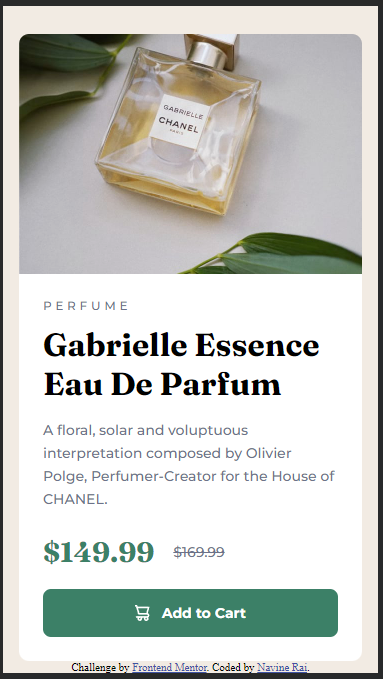 GABRIELLE
CHANEL
PARIS
PERFUME
Gabrielle Essence
Eau De Parfum
A floral, solar and voluptuous
interpretation composed by Olivier
Polge, Perfumer-Creator for the House of
CHANEL.
$149.99 $169.99
Add to Cart
Challenge by Frontend Mentor. Coded by Navine Rai.